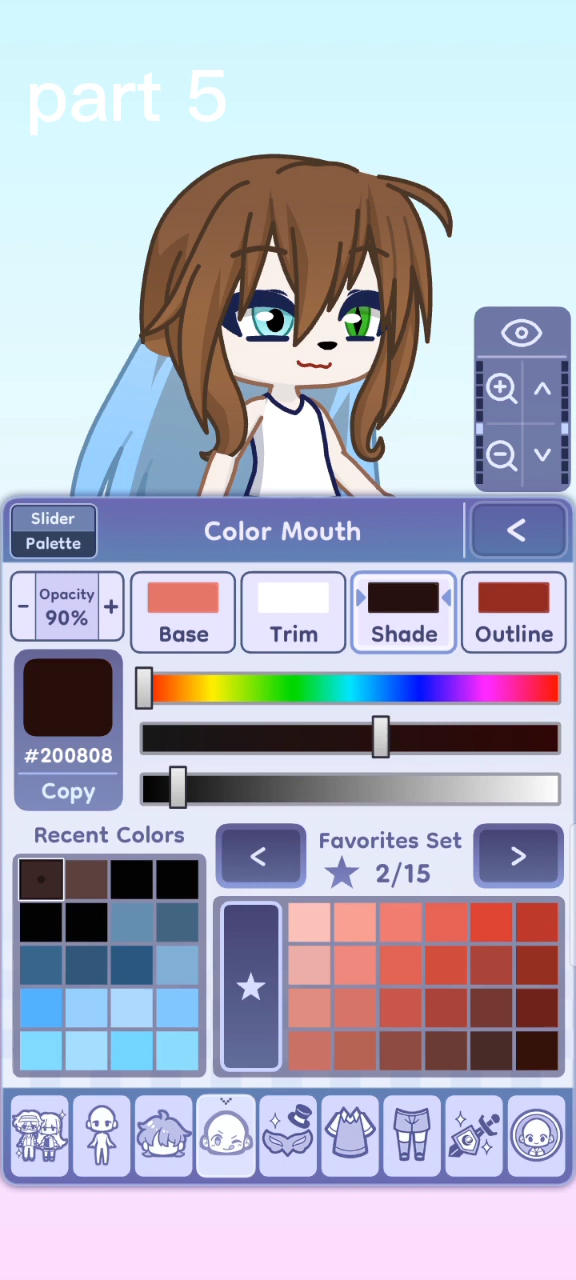 part 5
Slider
Palette
Color Mouth
<
- Opacity +
90%
Base
Trim
Shade
Outline
#200808
Copy
Recent Colors
<
Favorites Set
2/15
>